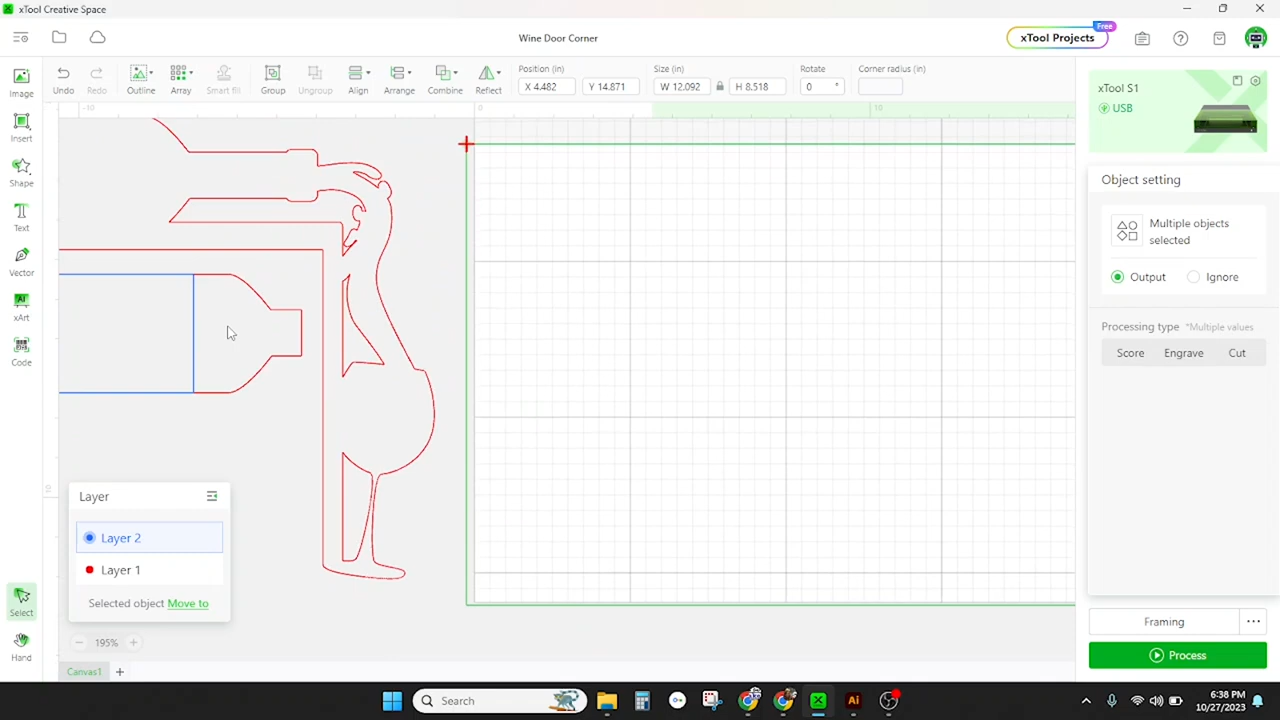 xTool Creative Space
Wine Door Corner
xTool Projects
Free
Image
Insert
Shape
Text
Vector
xArt
Code
Select
Hand
Undo
Redo
Outline
Array
Smart fill
Group
Ungroup
Align
Arrange
Combine
Reflect
Position (in)
X 4.482
Y 14.871
Size (in)
W 12.092
H 8.518
Rotate
0 °
Corner radius (in)
-10
0
10
Layer
Layer 2
Layer 1
Selected object Move to
195%
Canvas1
xTool S1
USB
Object setting
Multiple objects
selected
Output
Ignore
Processing type *Multiple values
Score
Engrave
Cut
Framing
Process
Search
6:38 PM
10/27/2023